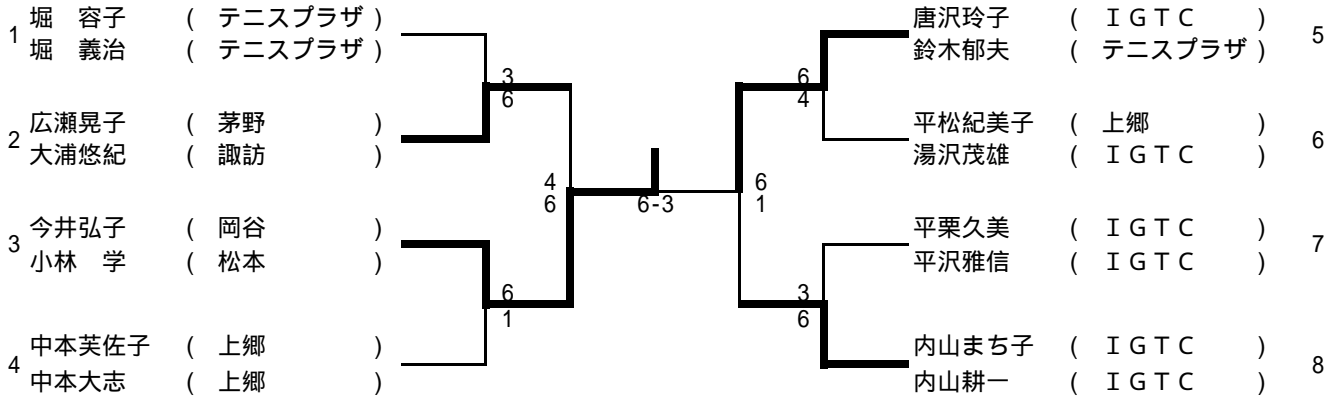 1
堀　容子 ( テニスプラザ )
堀　義治 ( テニスプラザ )
2
広瀬晃子 ( 茅野 )
大浦悠紀 ( 諏訪 )
3
今井弘子 ( 岡谷 )
小林　学 ( 松本 )
4
中本芙佐子 ( 上郷 )
中本大志 ( 上郷 )
3
6
6
1
4
6
6-3
6
1
6
4
3
6
唐沢玲子 ( ＩＧＴＣ )
鈴木郁夫 ( テニスプラザ )
5
平松紀美子 ( 上郷 )
湯沢茂雄 ( ＩＧＴＣ )
6
平栗久美 ( ＩＧＴＣ )
平沢雅信 ( ＩＧＴＣ )
7
内山まち子 ( ＩＧＴＣ )
内山耕一 ( ＩＧＴＣ )
8